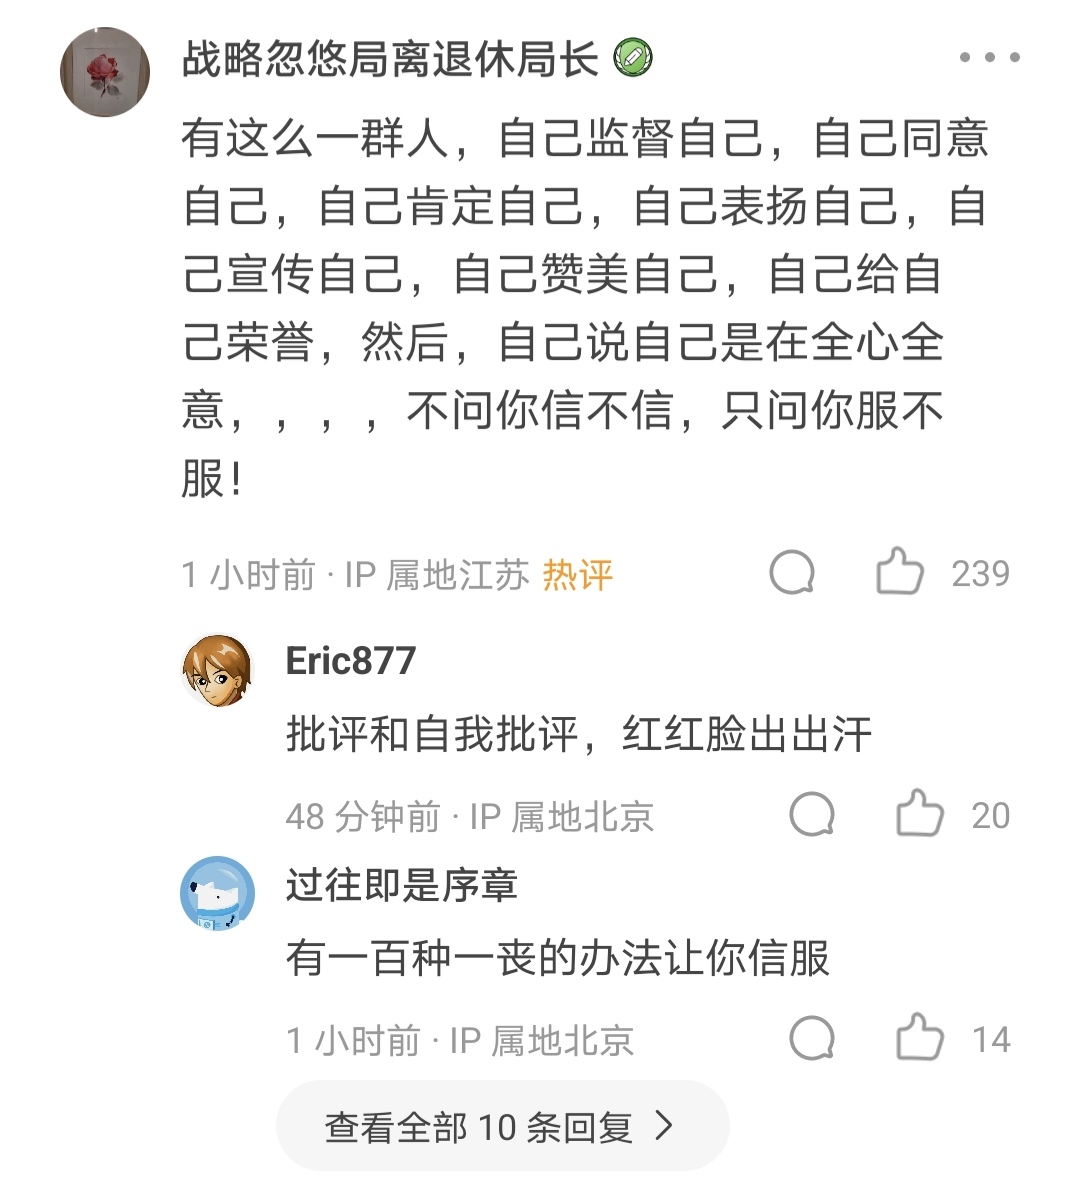 战略忽悠局离退休局长
有这么一群人，自己监督自己，自己同意
自己，自己肯定自己，自己表扬自己，自
己宣传自己，自己赞美自己，自己给自
己荣誉，然后，自己说自己是在全心全
意，，，，不问你信不信，只问你服不
服！
1 小时前 · IP 属地江苏 热评 239
Eric877
批评和自我批评，红红脸出出汗
48 分钟前 · IP 属地北京 20
过往即是序章
有一百种一丧的办法让你信服
1 小时前 · IP 属地北京 14
查看全部 10 条回复